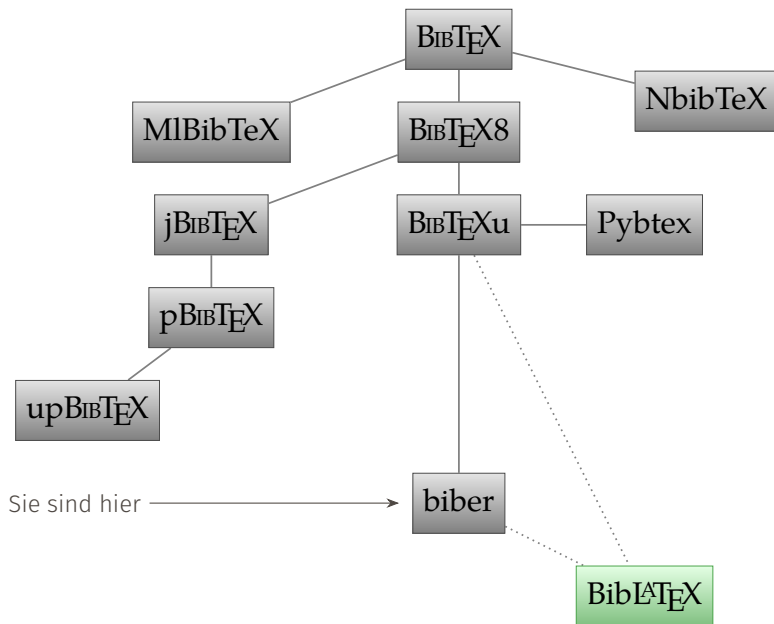 BIBTEX
NbibTeX
MlBibTeX
BIBTEX8
jBIBTEX
BIBTEXu
Pybtex
pBIBTEX
upBIBTEX
Sie sind hier
biber
BibLATEX